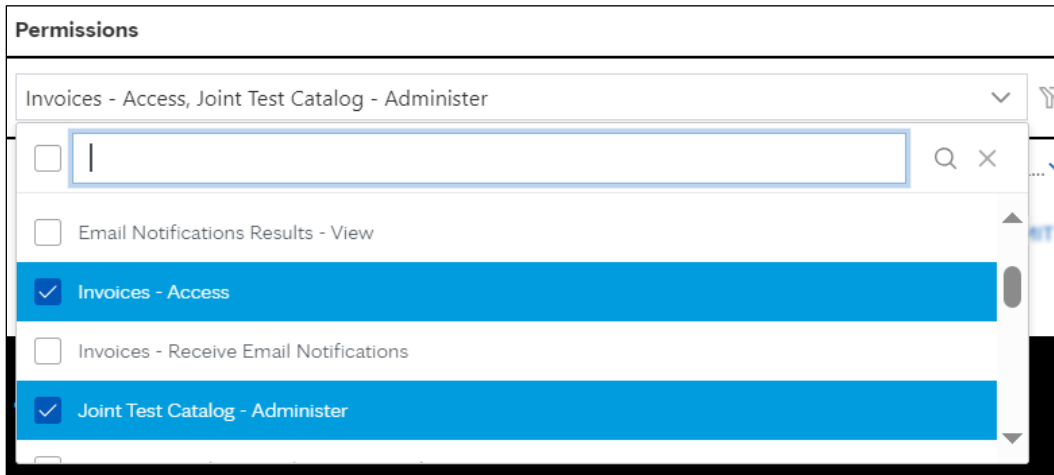 Permissions
Invoices - Access, Joint Test Catalog - Administer
Email Notifications Results - View
Invoices - Access
Invoices - Receive Email Notifications
Joint Test Catalog - Administer